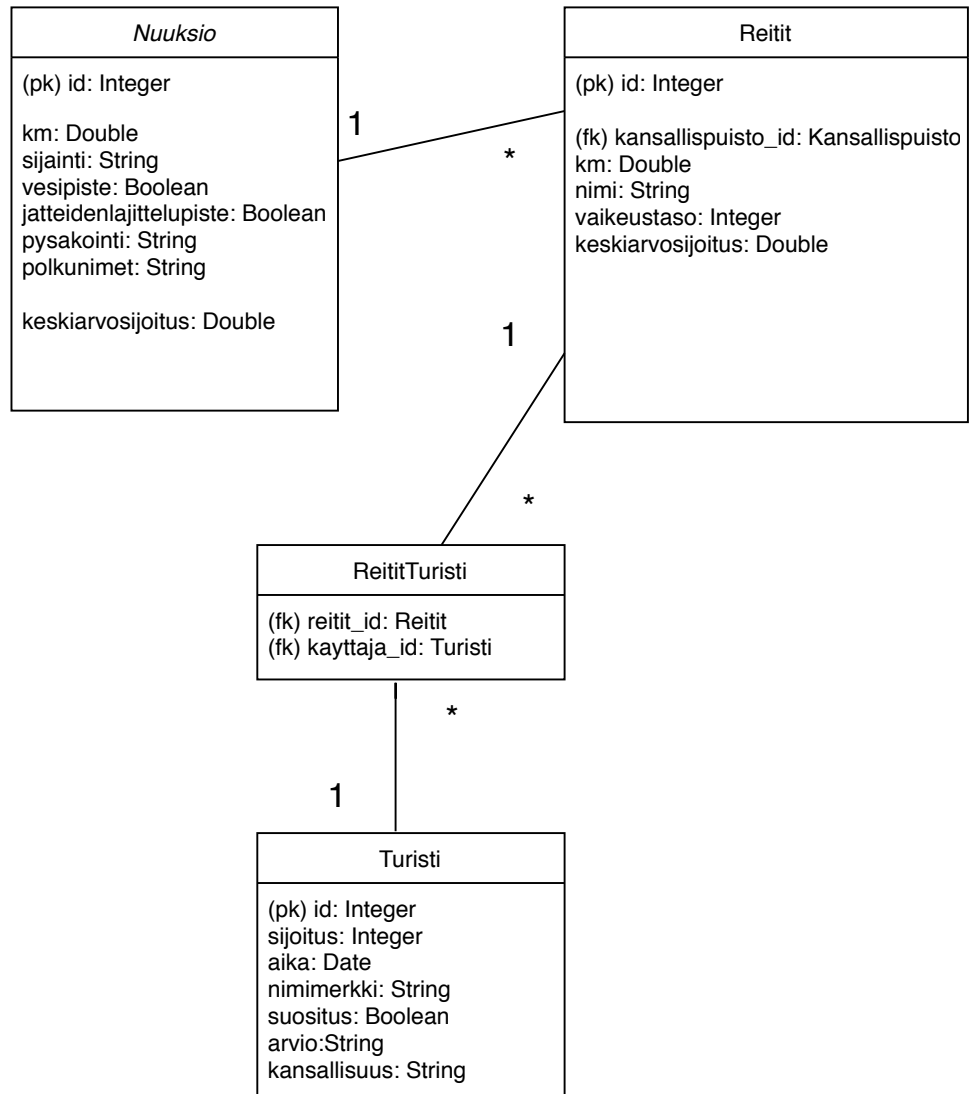 Nuuksio
(pk) id: Integer
km: Double
sijainti: String
vesipiste: Boolean
jatteidenlajittelupiste: Boolean
pysakointi: String
polkunimet: String
keskiarvosijoitus: Double
1
*
Reitit
(pk) id: Integer
(fk) kansallispuisto_id: Kansallispuisto
km: Double
nimi: String
vaikeustaso: Integer
keskiarvosijoitus: Double
1
*
ReititTuristi
(fk) reitit_id: Reitit
(fk) kayttaja_id: Turisti
*
1
Turisti
(pk) id: Integer
sijoitus: Integer
aika: Date
nimimerkki: String
suositus: Boolean
arvio:String
kansallisuus: String